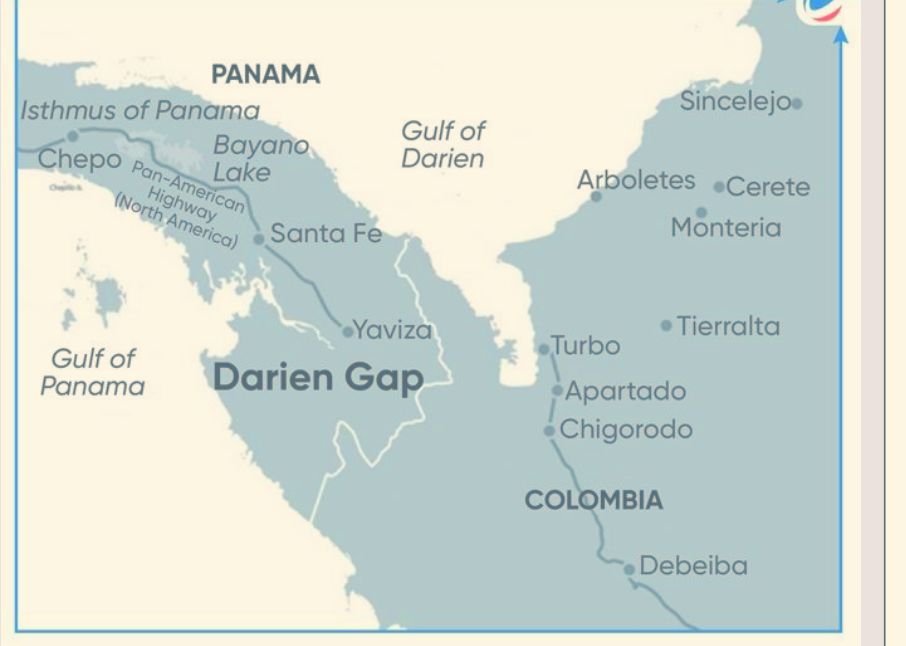 PANAMA
Isthmus of Panama
Sincelejo
Gulf of
Darien
Bayano
Lake
Chepo
Pan-American
Highway
(North America)
Arboletes
Cerete
Monteria
Santa Fe
Yaviza
Tierralta
Turbo
Gulf of
Panama
Darien Gap
Apartado
Chigorodo
COLOMBIA
Debeiba